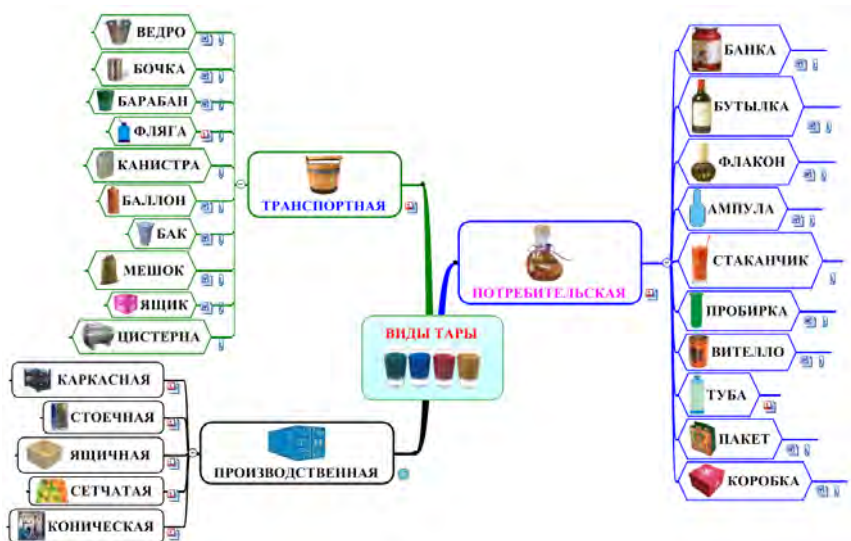 ВИДЫ ТАРЫ
ТРАНСПОРТНАЯ
ВЕДРО
БОЧКА
БАРАБАН
ФЛЯГА
КАНИСТРА
БАЛЛОН
БАК
МЕШОК
ЯЩИК
ЦИСТЕРНА
ПРОИЗВОДСТВЕННАЯ
КАРКАСНАЯ
СТОЕЧНАЯ
ЯЩИЧНАЯ
СЕТЧАТАЯ
КОНИЧЕСКАЯ
ПОТРЕБИТЕЛЬСКАЯ
БАНКА
БУТЫЛКА
ФЛАКОН
АМПУЛА
СТАКАНЧИК
ПРОБИРКА
ВИТЕЛЛО
ТУБА
ПАКЕТ
КОРОБКА